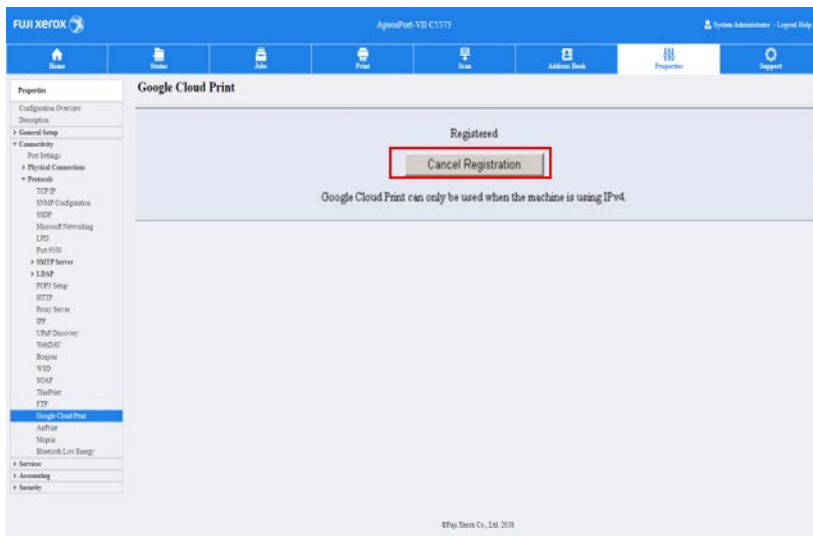 FUJI XEROX
ApeosPort-VII C5573
System Administrator - Logout Help
Home
Status
Jobs
Print
Scan
Address Book
Properties
Support
Properties
Configuration Overview
Description
General Setup
Connectivity
Port Settings
Physical Connections
Protocols
TCP/IP
SNMP Configuration
SSDP
Microsoft Networking
LPD
Port 9100
SMTP Server
LDAP
POP3 Setup
HTTP
Proxy Server
IPP
UPnP Discovery
WebDAV
Bonjour
WSD
SOAP
ThinPrint
FTP
Google Cloud Print
AirPrint
Mopria
Bluetooth Low Energy
Services
Accounting
Security
Google Cloud Print
Registered
Cancel Registration
Google Cloud Print can only be used when the machine is using IPv4.
©Fuji Xerox Co., Ltd. 2018